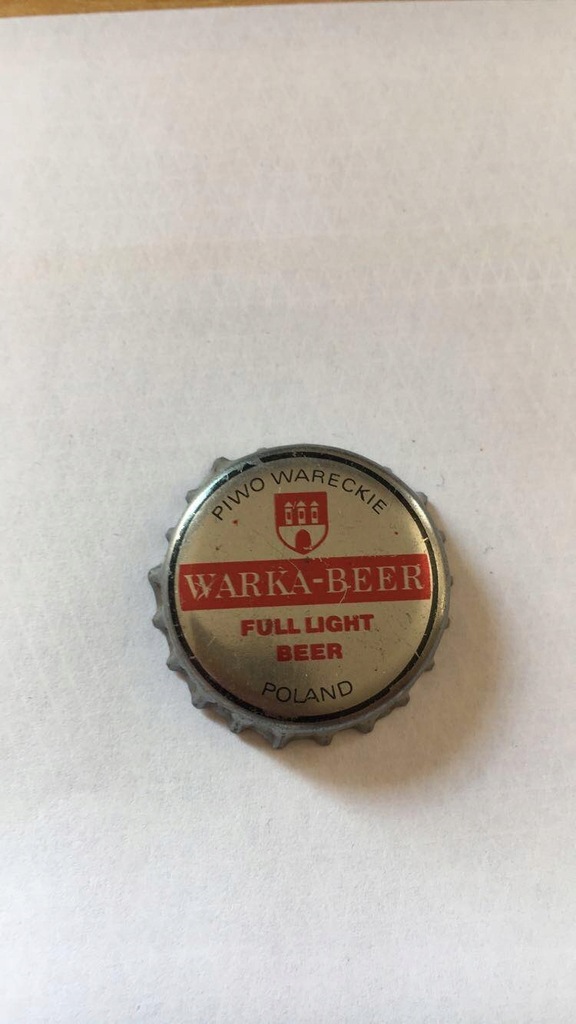 PIWO WARECKIE
WARKA-BEER
FULL LIGHT
BEER
POLAND